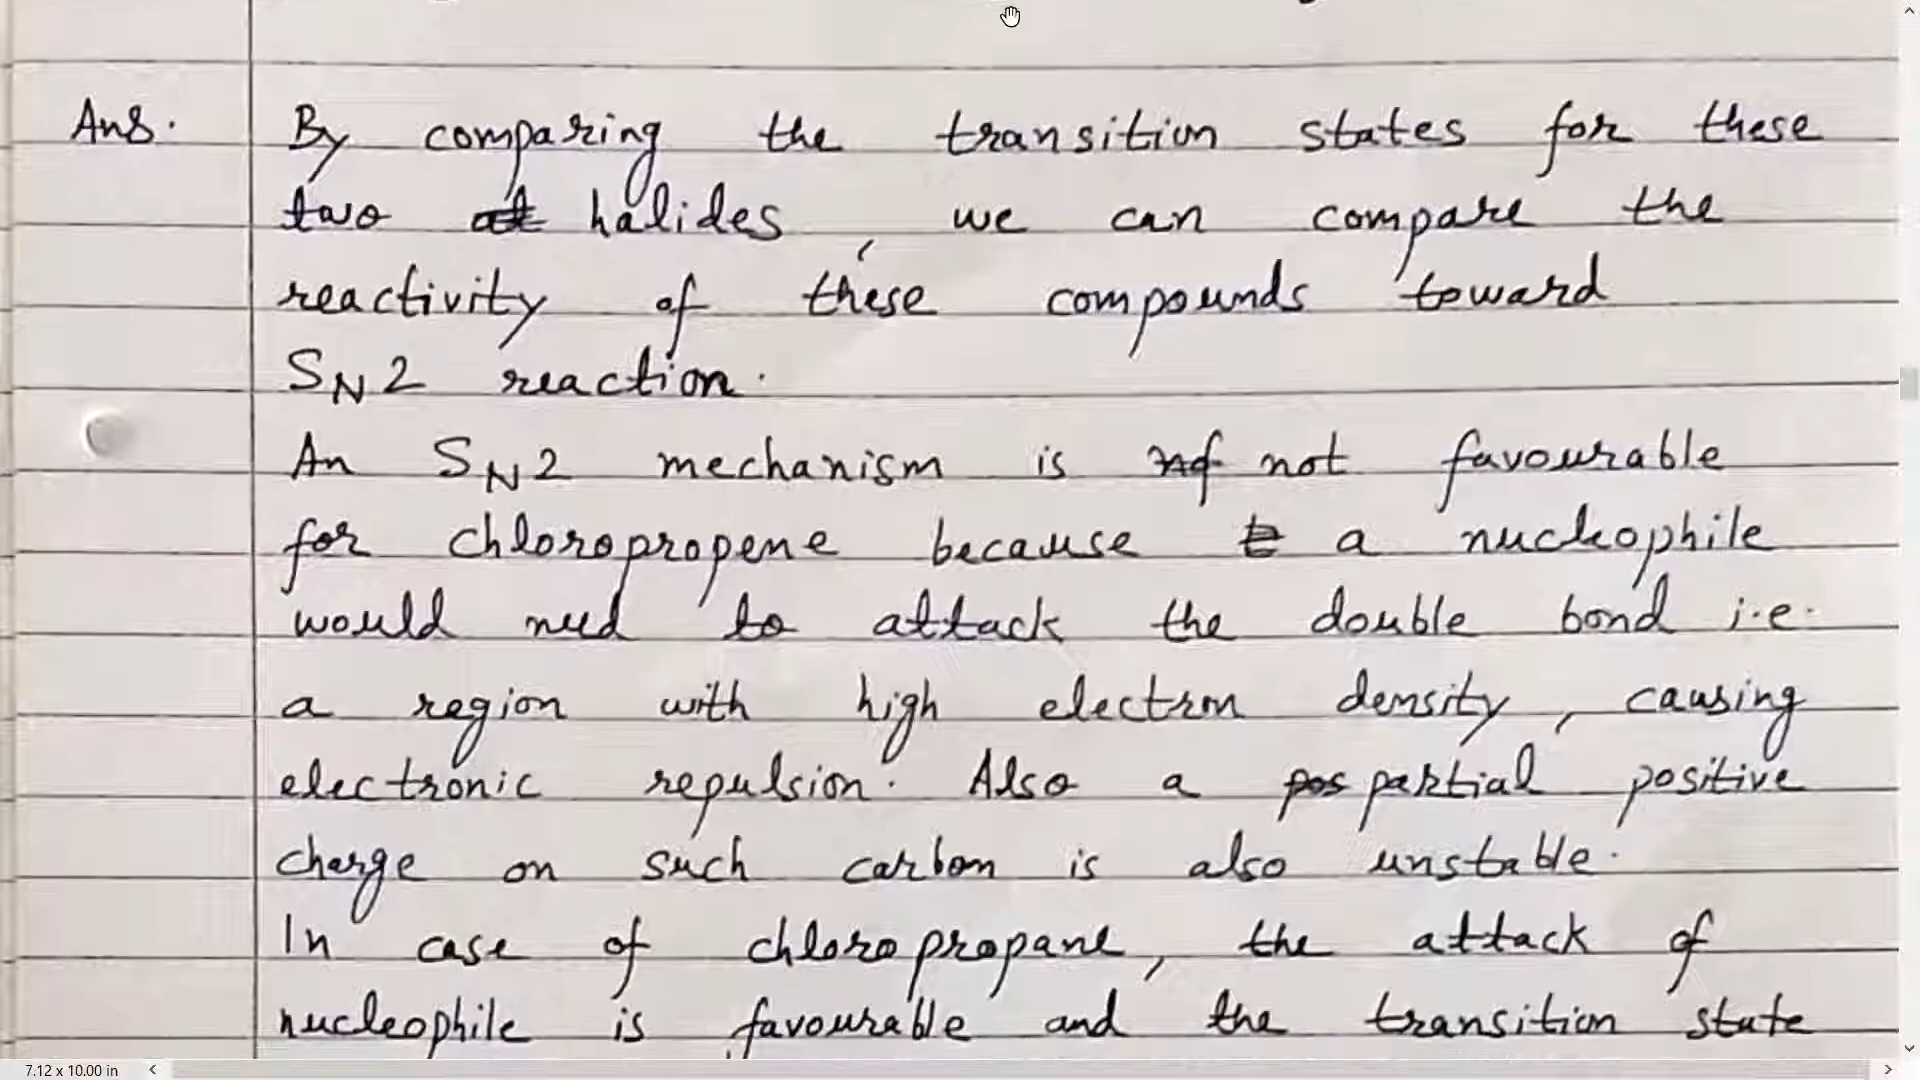 Ans. By comparing the transition states for these
two halides, we can compare the
reactivity of these compounds toward
SN2 reaction.
An SN2 mechanism is not favourable
for chloropropene because a nucleophile
would need to attack the double bond i.e.
a region with high electron density, causing
electronic repulsion. Also a partial positive
charge on such carbon is also unstable.
In case of chloropropane, the attack of
nucleophile is favourable and the transition state
7.12 x 10.00 in